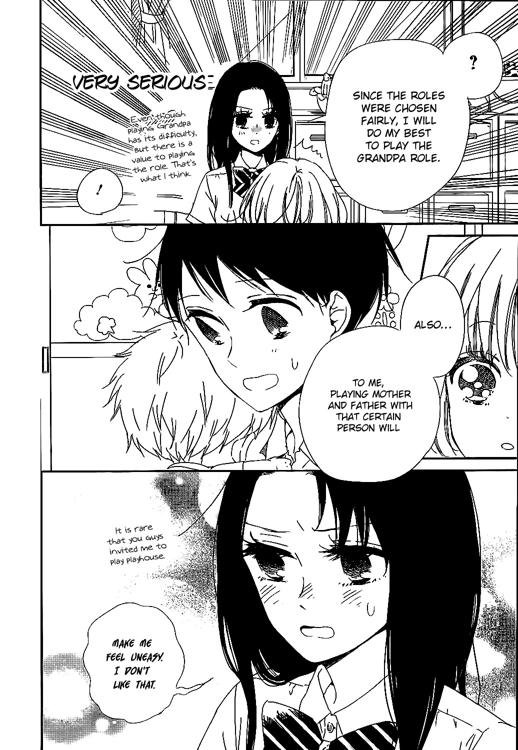 ?
SINCE THE ROLES
WERE CHOSEN
FAIRLY, I WILL
DO MY BEST
TO PLAY THE
GRANDPA ROLE.
VERY SERIOUS
Even though
playing Grandpa
has its difficulty,
But there is a
value to playing
the role. That's
what I think.
!
ALSO...
TO ME,
PLAYING MOTHER
AND FATHER WITH
THAT CERTAIN
PERSON WILL
It is rare
that you guys
invited me to
play playhouse.
MAKE ME
FEEL UNEASY.
I DON'T
LIKE THAT.